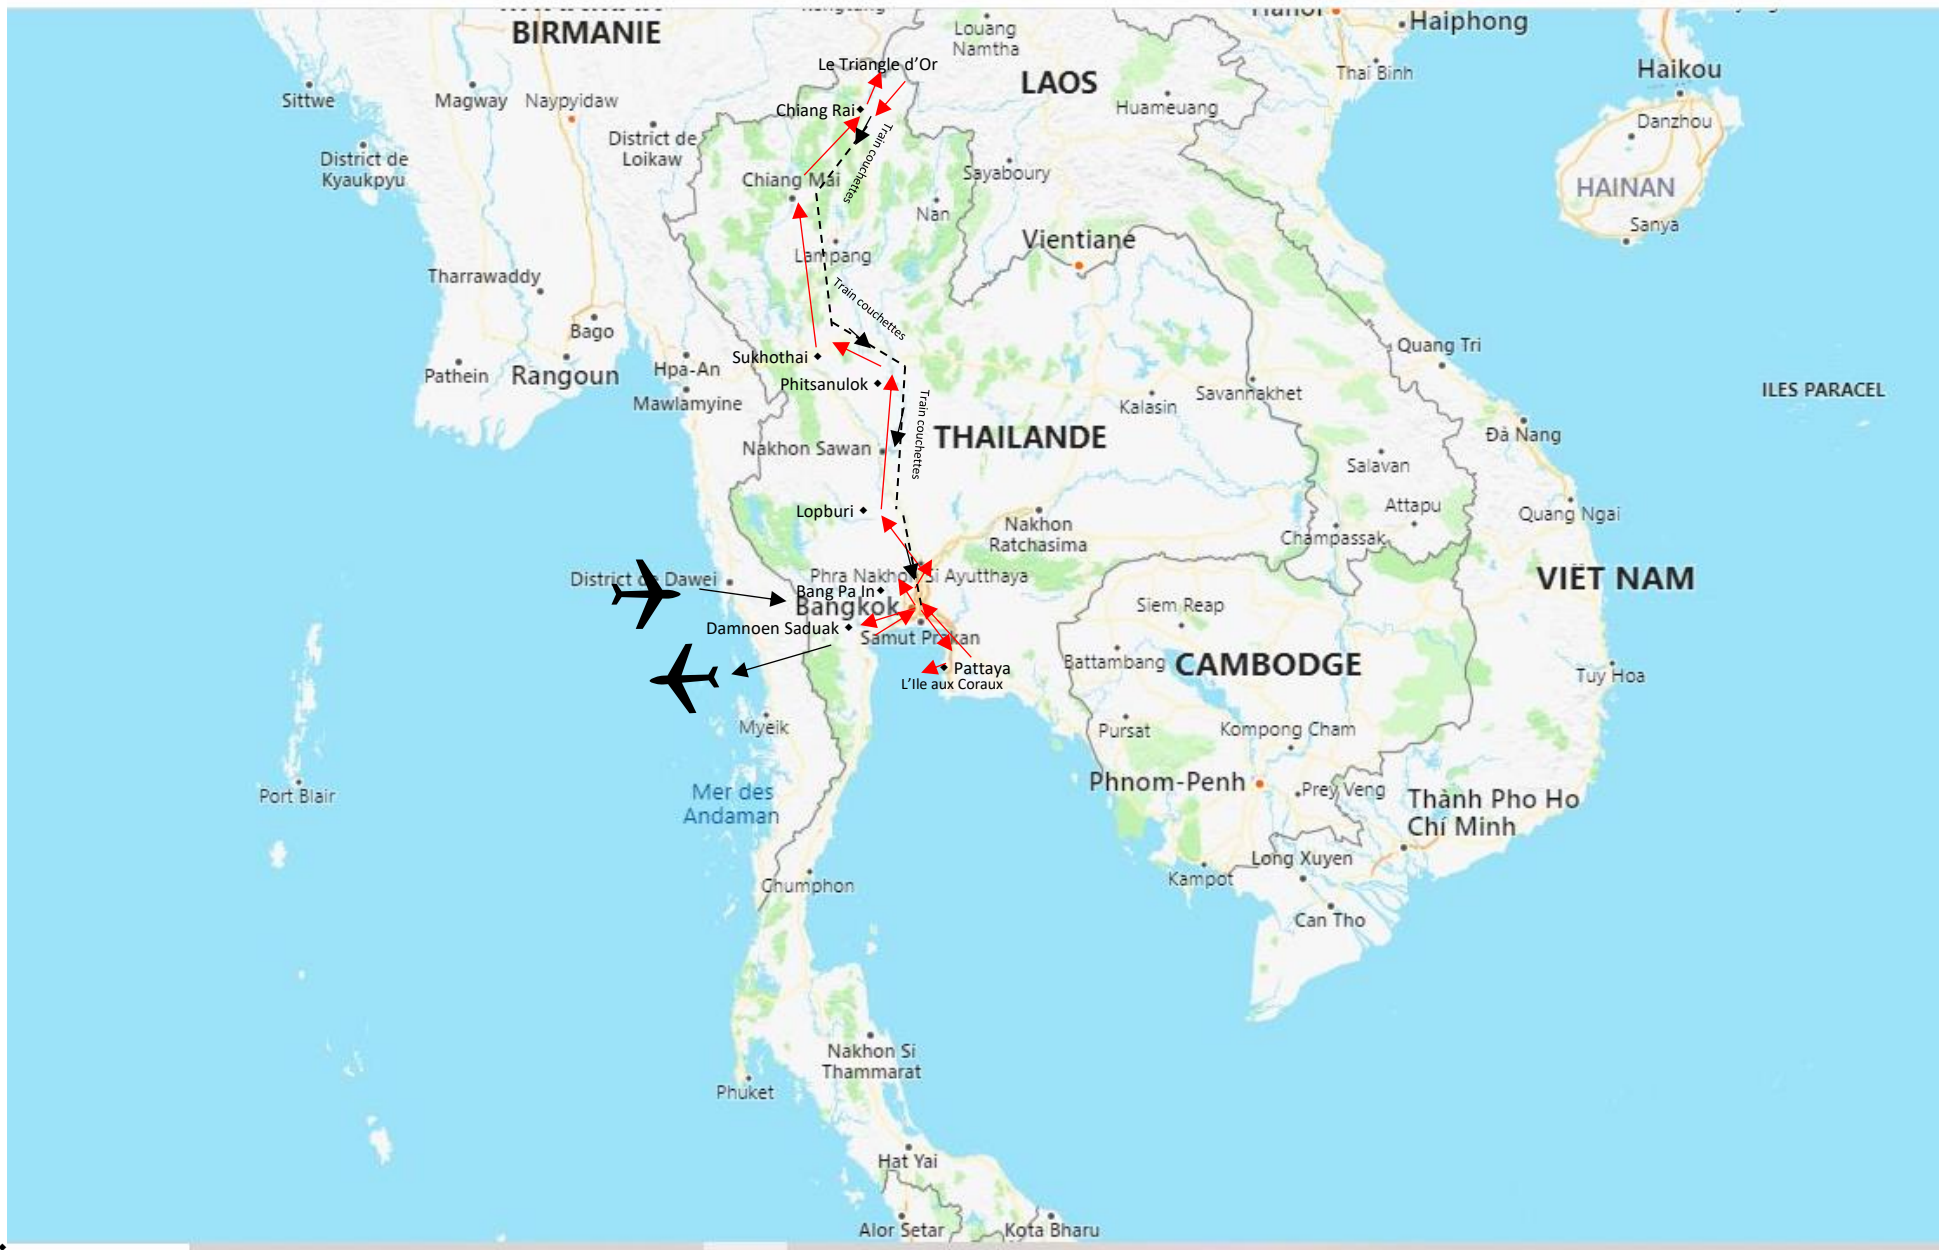 BIRMANIE
Haiphong
Louang
Namtha
Le Triangle d’Or
LAOS
Thai Binh
Haikou
Sittwe
Magway
Naypyidaw
Chiang Rai
Huameuang
Danzhou
District de
Loikaw
Train couchettes
District de
Kyaukpyu
Chiang Mai
Sayaboury
HAINAN
Nan
Sanya
Vientiane
Lampang
Tharrawaddy
Train couchettes
Bago
Quang Tri
Sukhothai
Hpa-An
Pathein
Rangoun
Phitsanulok
Mawlamyine
Train couchettes
Kalasin
Savannakhet
ILES PARACEL
THAILANDE
Đà Nang
Nakhon Sawan
Salavan
Attapu
Lopburi
Quang Ngai
Nakhon
Ratchasima
Champassak
District de Dawei
Phra Nakhon Si Ayutthaya
VIÊT NAM
Bang Pa In
Bangkok
Siem Reap
Damnoen Saduak
Samut Prakan
Battambang
CAMBODGE
Pattaya
L’Ile aux Coraux
Tuy Hoa
Myeik
Pursat
Kompong Cham
Phnom-Penh
Prey Veng
Mer des
Andaman
Port Blair
Thành Pho Ho
Chí Minh
Long Xuyen
Chumphon
Kampot
Can Tho
Nakhon Si
Thammarat
Phuket
Hat Yai
Alor Setar
Kota Bharu